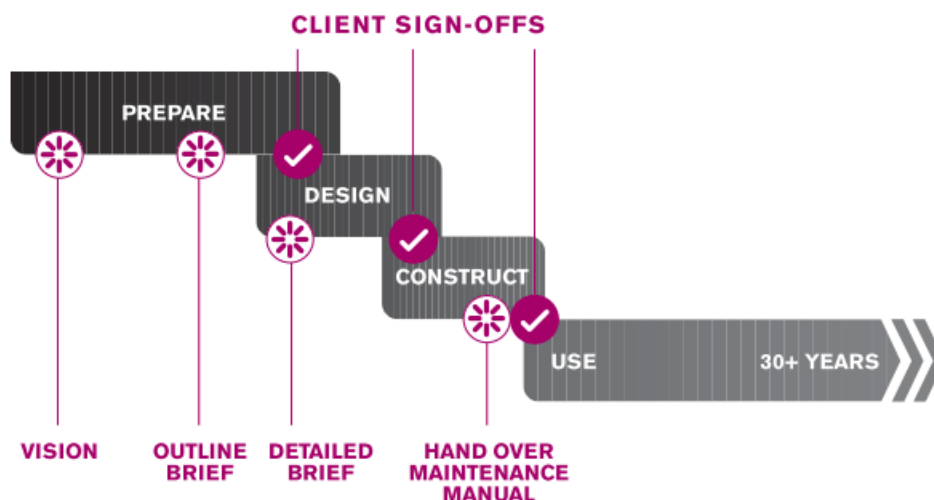 CLIENT SIGN-OFFS
PREPARE
DESIGN
CONSTRUCT
USE
30+ YEARS
VISION
OUTLINE
BRIEF
DETAILED
BRIEF
HAND OVER
MAINTENANCE
MANUAL